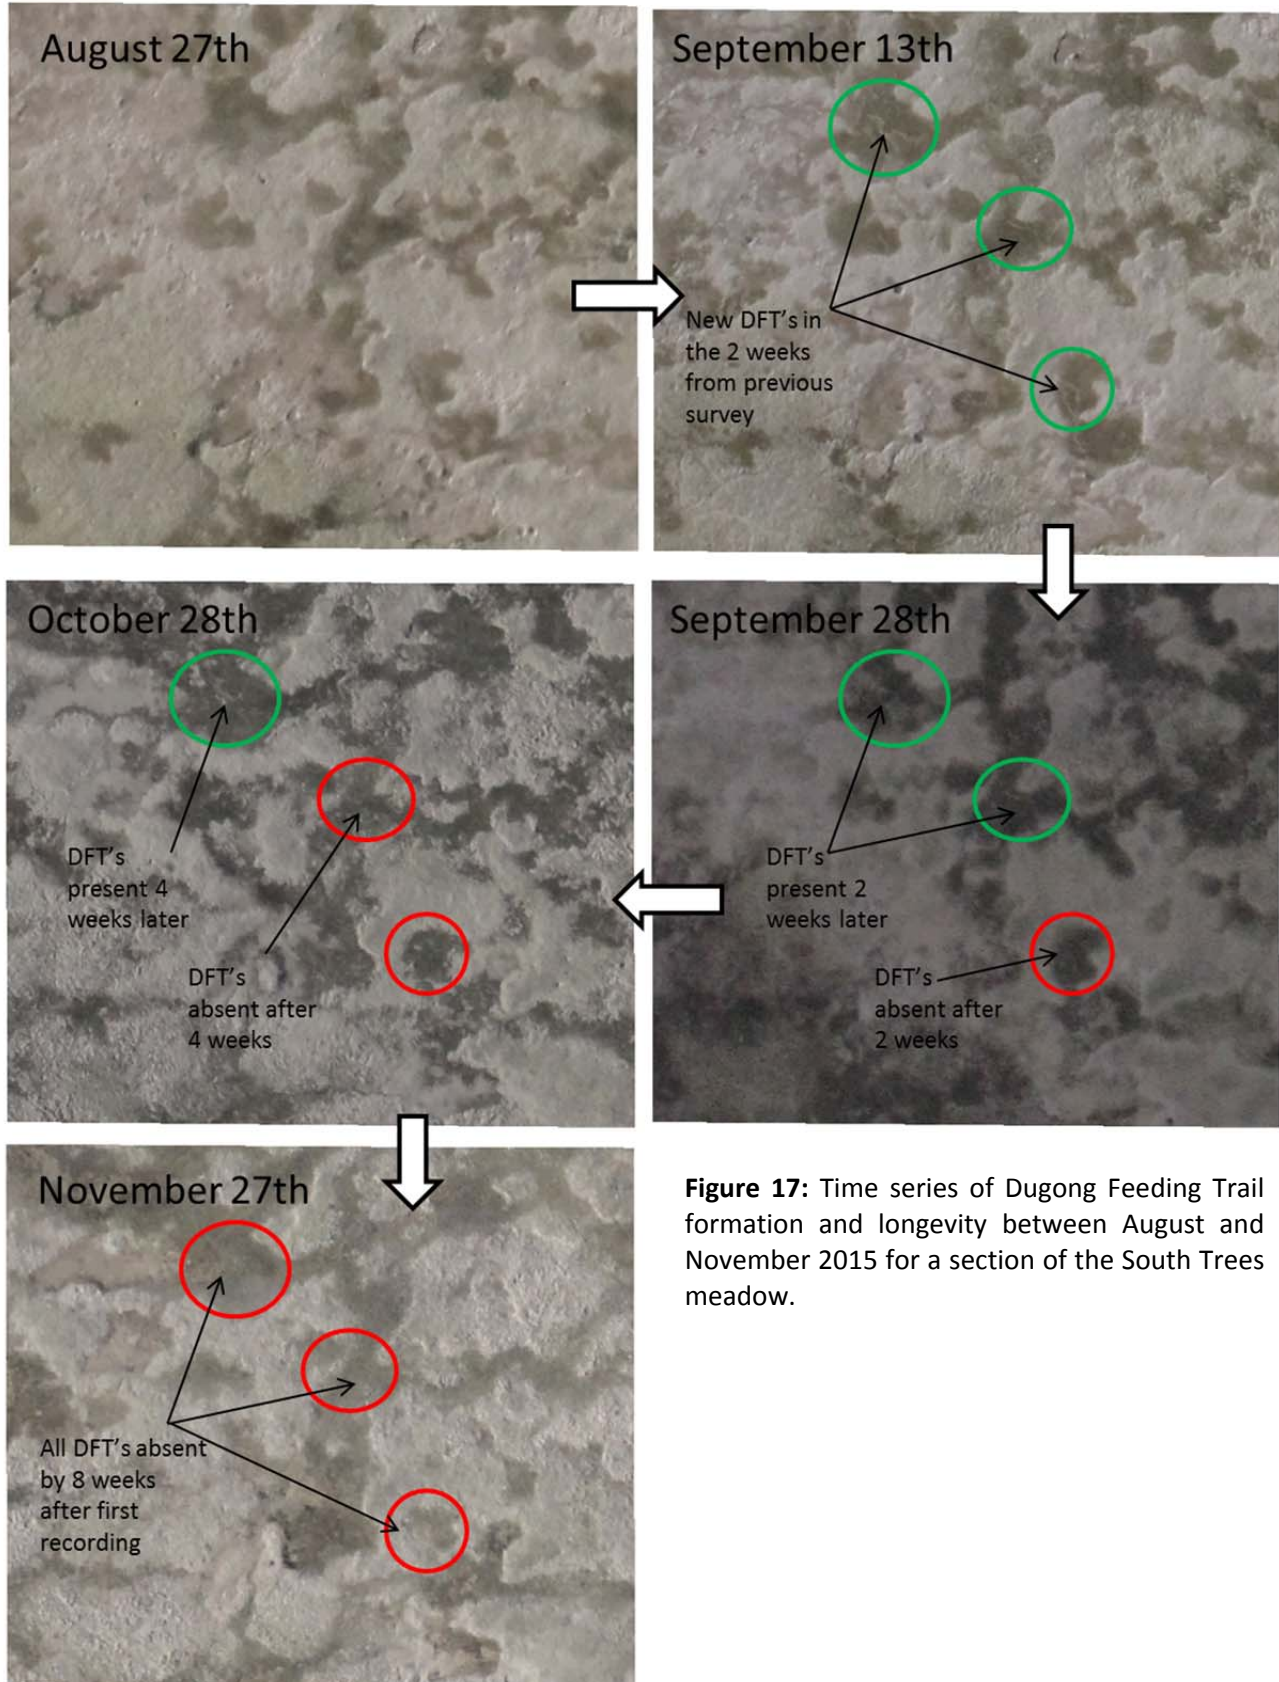 August 27th
September 13th
New DFT's in
the 2 weeks
from previous
survey
September 28th
DFT's
present 2
weeks later
DFT's
absent after
2 weeks
October 28th
DFT's
present 4
weeks later
DFT's
absent after
4 weeks
November 27th
All DFT's absent
by 8 weeks
after first
recording
Figure 17: Time series of Dugong Feeding Trail
formation and longevity between August and
November 2015 for a section of the South Trees
meadow.